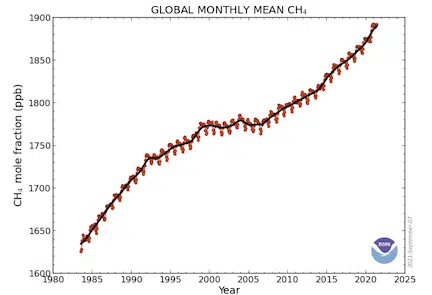 GLOBAL MONTHLY MEAN CH₄
CH₄ mole fraction (ppb)
1900
1850
1800
1750
1700
1650
1600
1980 1985 1990 1995 2000 2005 2010 2015 2020 2025
Year
2021-September-07